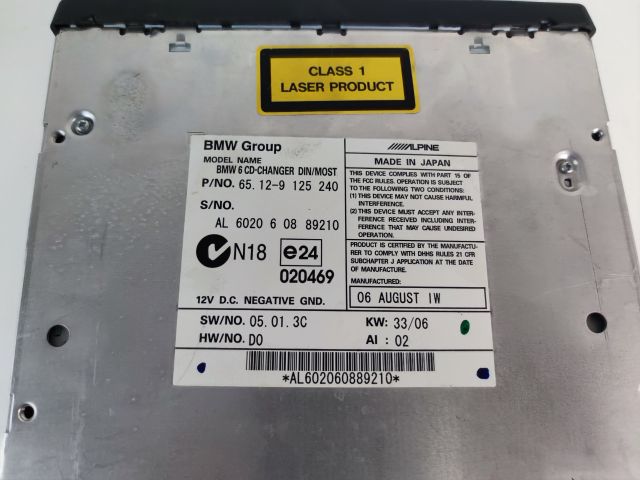 CLASS 1
LASER PRODUCT
BMW Group
MODEL NAME
BMW 6 CD-CHANGER DIN/MOST
P/NO. 65.12-9 125 240
S/NO.
AL 6020 6 08 89210
N18 e24
020469
12V D.C. NEGATIVE GND.
ALPINE
MADE IN JAPAN
THIS DEVICE COMPLIES WITH PART 15 OF
THE FCC RULES. OPERATION IS SUBJECT
TO THE FOLLOWING TWO CONDITIONS:
(1) THIS DEVICE MAY NOT CAUSE HARMFUL
INTERFERENCE.
(2) THIS DEVICE MUST ACCEPT ANY INTER-
FERENCE RECEIVED INCLUDING INTER-
FERENCE THAT MAY CAUSE UNDESIRED
OPERATION.
PRODUCT IS CERTIFIED BY THE MANUFACTU-
RER TO COMPLY WITH DHHS RULES 21 CFR
SUBCHAPTER J APPLICATION AT THE DATE
OF MANUFACTURE.
MANUFACTURED:
06 AUGUST IW
SW/NO. 05.01.3C KW: 33/06
HW/NO. D0 AI : 02
*AL602060889210*